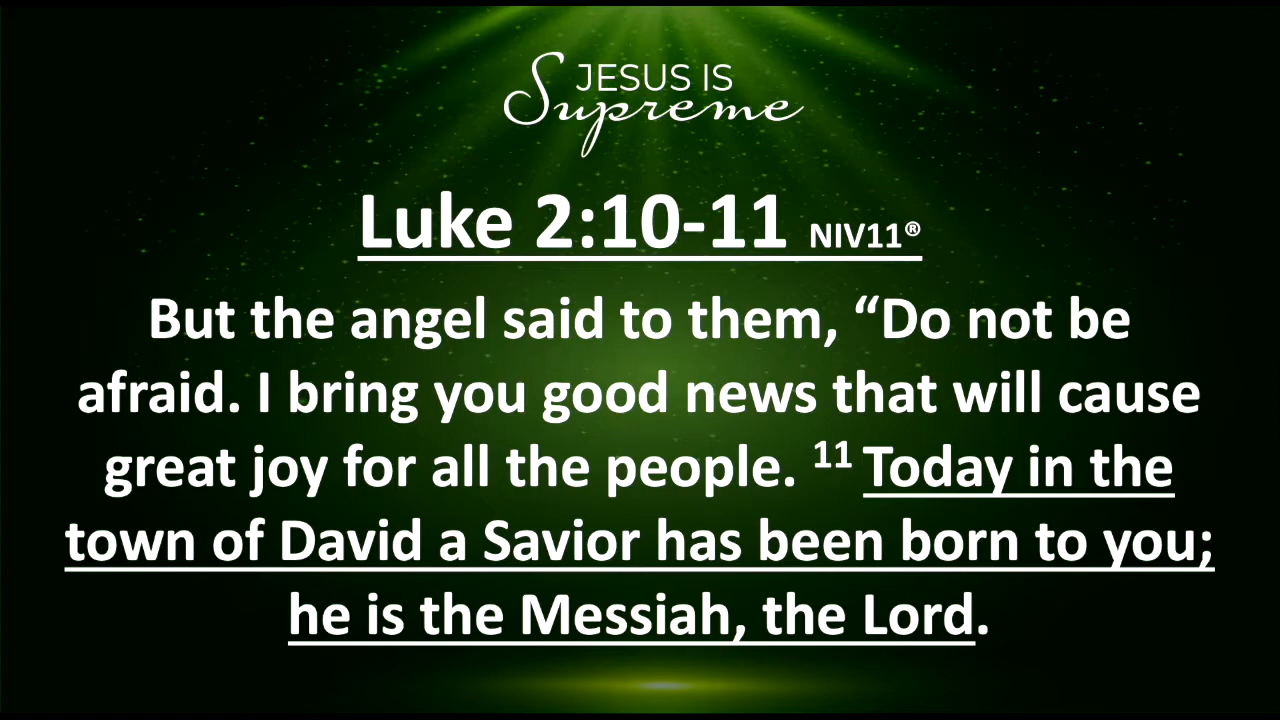 JESUS IS
Supreme
Luke 2:10-11 NIV11®
But the angel said to them, “Do not be
afraid. I bring you good news that will cause
great joy for all the people. ¹¹ Today in the
town of David a Savior has been born to you;
he is the Messiah, the Lord.